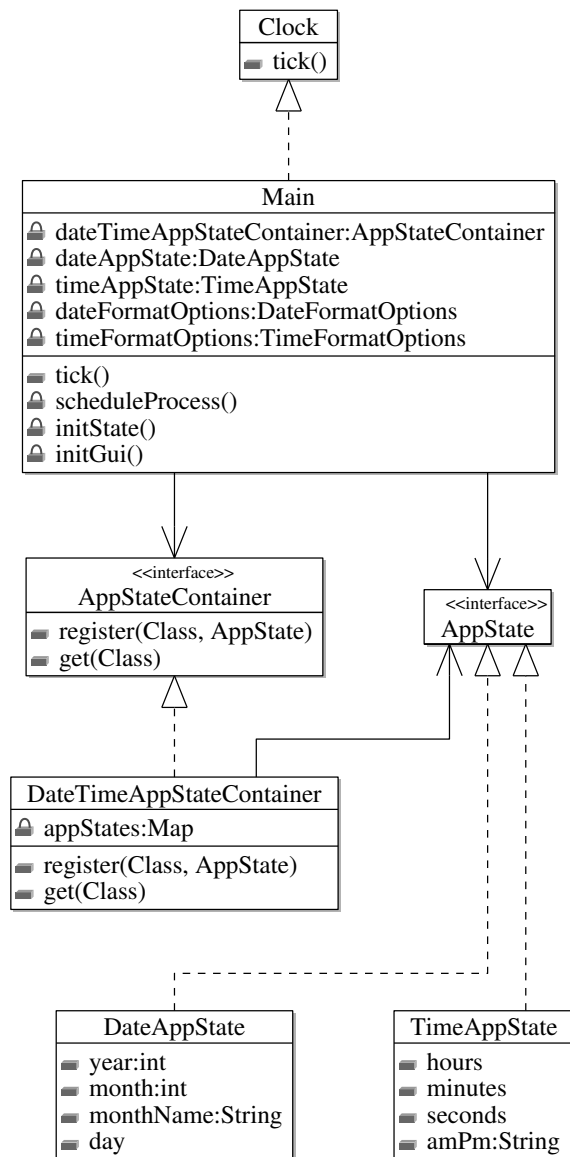 Clock
tick()
Main
dateTimeAppStateContainer:AppStateContainer
dateAppState:DateAppState
timeAppState:TimeAppState
dateFormatOptions:DateFormatOptions
timeFormatOptions:TimeFormatOptions
tick()
scheduleProcess()
initState()
initGui()
<<interface>>
AppStateContainer
register(Class, AppState)
get(Class)
<<interface>>
AppState
DateTimeAppStateContainer
appStates:Map
register(Class, AppState)
get(Class)
DateAppState
year:int
month:int
monthName:String
day
TimeAppState
hours
minutes
seconds
amPm:String